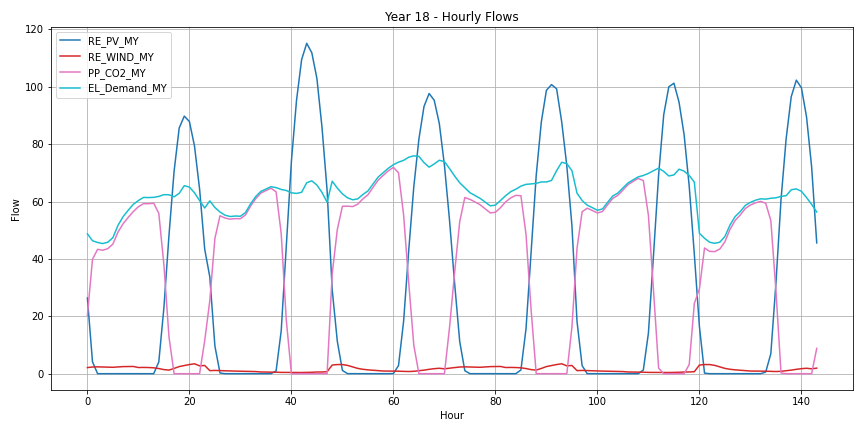 Year 18 - Hourly Flows
RE_PV_MY
RE_WIND_MY
PP_CO2_MY
EL_Demand_MY
120
100
80
60
40
20
0
Flow
0 20 40 60 80 100 120 140
Hour